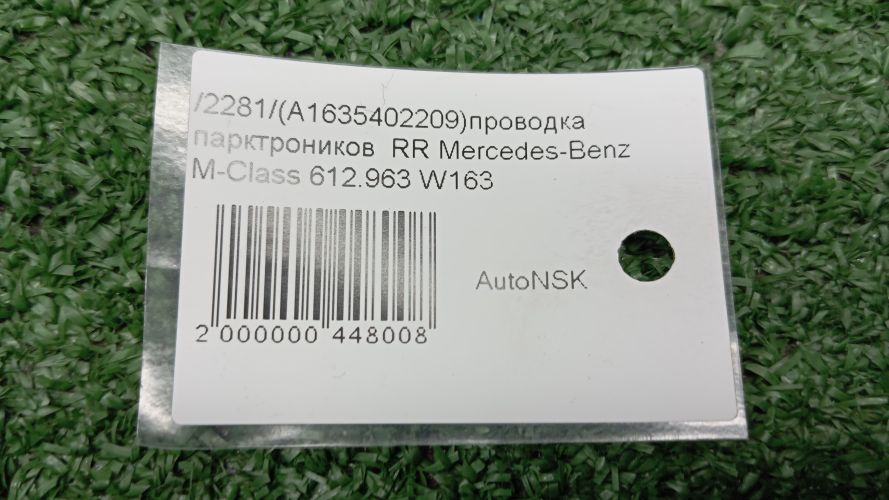 /2281/(A1635402209)проводка
парктроников RR Mercedes-Benz
M-Class 612.963 W163
AutoNSK
2 000000 448008